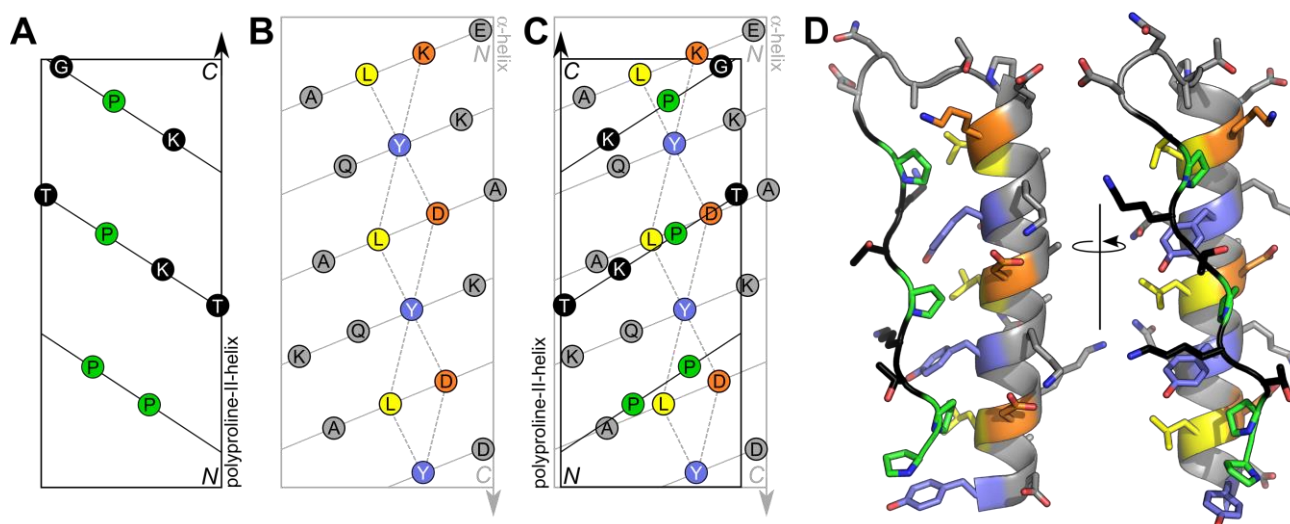 A
C
G P K
T P K T
P P
N
polyproline-II-helix
B
α-helix
N
A L K E
Q Y K
A L D A
K Q Y K
A L D
Y D
C
C
α-helix
N
C
A L K E
K P G
Q Y K
A L D A
T K P T
K Q Y K
P P
A L D
Y D
N
C
polyproline-II-helix
D